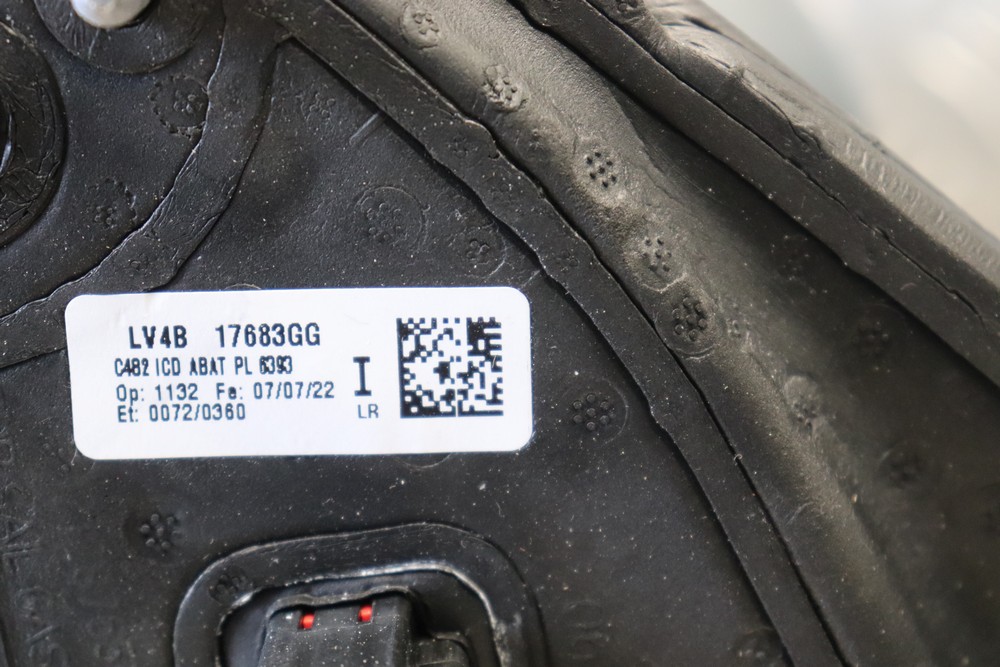 LV4B 17683GG
C482 ICD ABAT PL 6393
Op: 1132 Fe: 07/07/22
Et: 0072/0360
I
LR